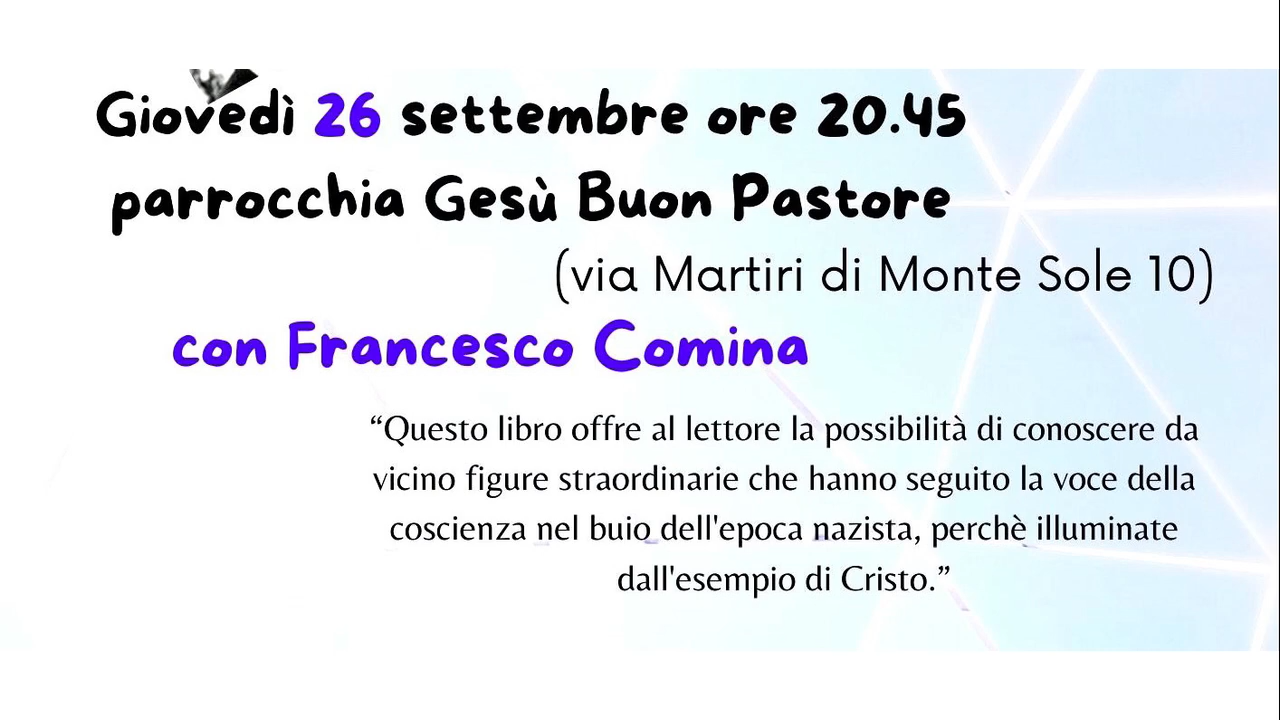 Giovedì 26 settembre ore 20.45
parrocchia Gesù Buon Pastore
(via Martiri di Monte Sole 10)
con Francesco Comina
“Questo libro offre al lettore la possibilità di conoscere da
vicino figure straordinarie che hanno seguito la voce della
coscienza nel buio dell'epoca nazista, perchè illuminate
dall'esempio di Cristo.”